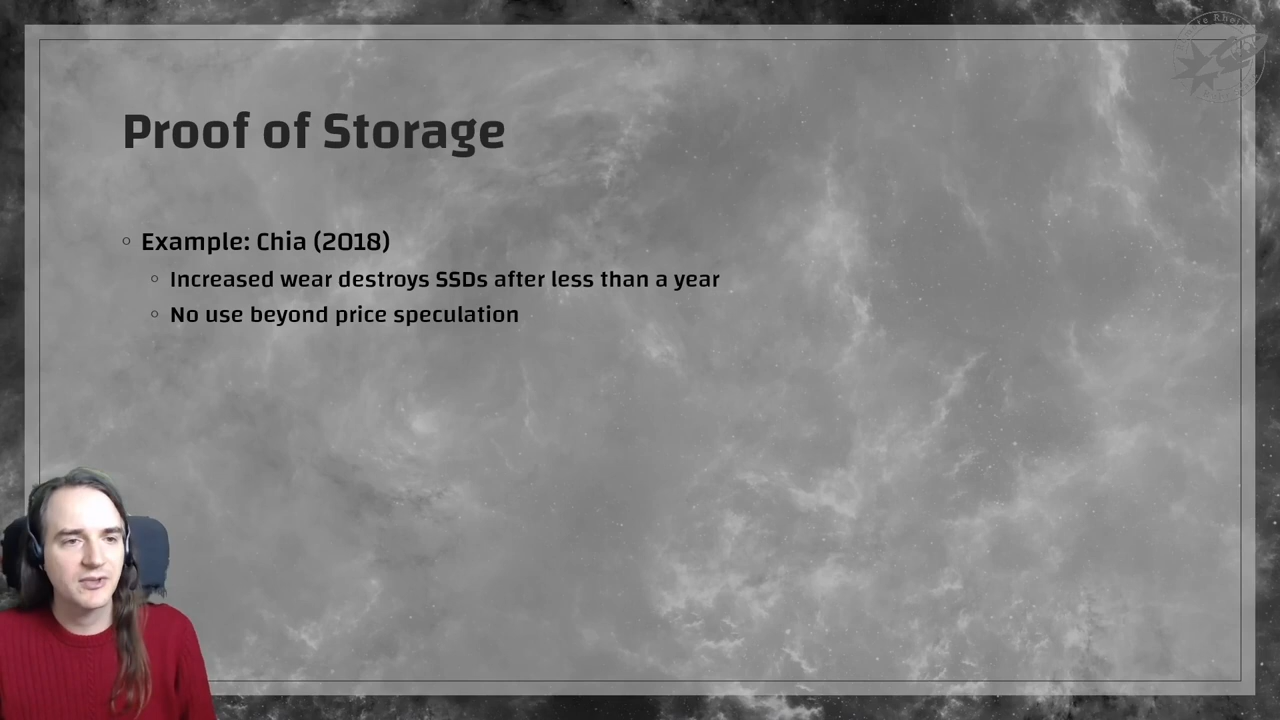 Proof of Storage
Example: Chia (2018)
Increased wear destroys SSDs after less than a year
No use beyond price speculation